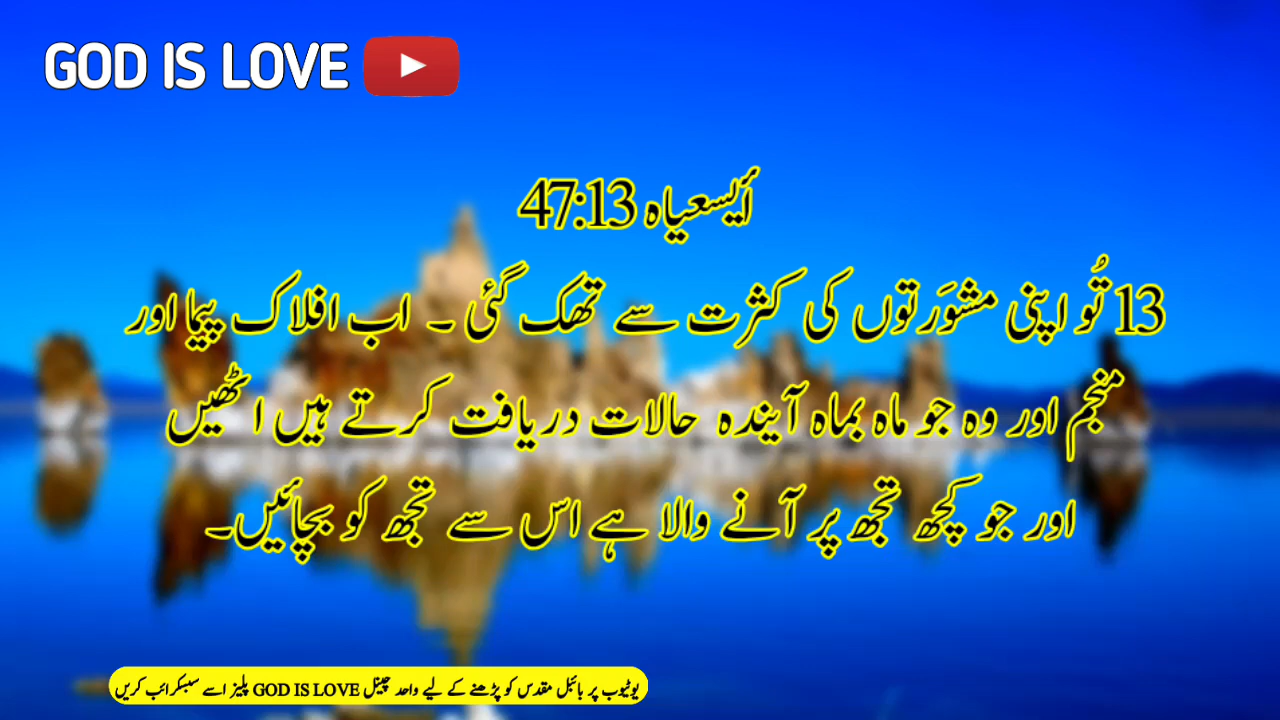 GOD IS LOVE
أیسعیاہ 47:13
13 تُو اپنی مشوَرتوں کی کثرت سے تھک گئی ۔ اب افلاک پیما اور
منجم اور وہ جو ماہ بماہ آیندہ حالات دریافت کرتے ہیں اٹھیں
اور جو کچھ تجھ پر آنے والا ہے اس سے تجھ کو بچائیں۔
یوٹیوب پر بائبل مقدس کو پڑھنے کے لیے واحد چینل GOD IS LOVE پلیز اسے سبسکرائب کریں